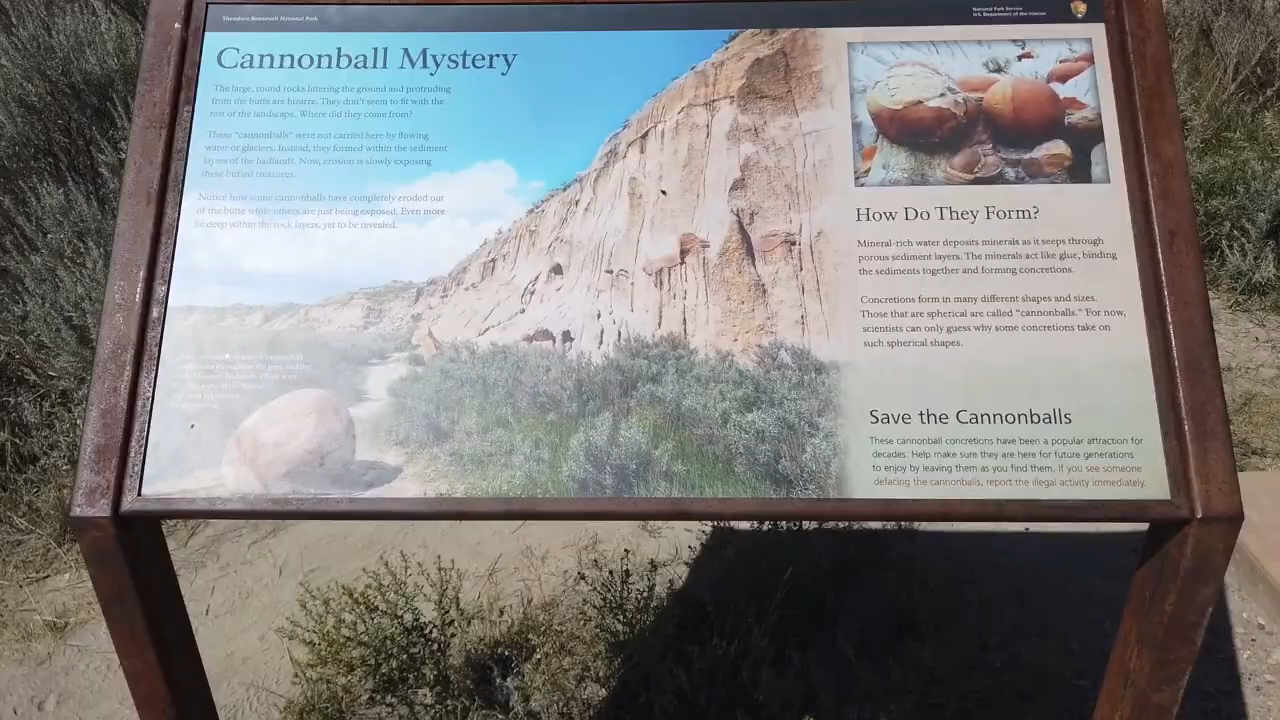 Theodore Roosevelt National Park
National Park Service
U.S. Department of the Interior
Cannonball Mystery
The large, round rocks littering the ground and protruding
from the butte are bizarre. They don't seem to fit with the
rest of the landscape. Where did they come from?
These "cannonballs" were not carried here by flowing
water or glaciers. Instead, they formed within the sediment
layers of the badlands. Now, erosion is slowly exposing
these buried treasures.
Notice how some cannonballs have completely eroded out
of the butte while others are just being exposed. Even more
lie deep within the rock layers, yet to be revealed.
How Do They Form?
Mineral-rich water deposits minerals as it seeps through
porous sediment layers. The minerals act like glue, binding
the sediments together and forming concretions.
Concretions form in many different shapes and sizes.
Those that are spherical are called "cannonballs." For now,
scientists can only guess why some concretions take on
such spherical shapes.
Save the Cannonballs
These cannonball concretions have been a popular attraction for
decades. Help make sure they are here for future generations
to enjoy by leaving them as you find them. If you see someone
defacing the cannonballs, report the illegal activity immediately.